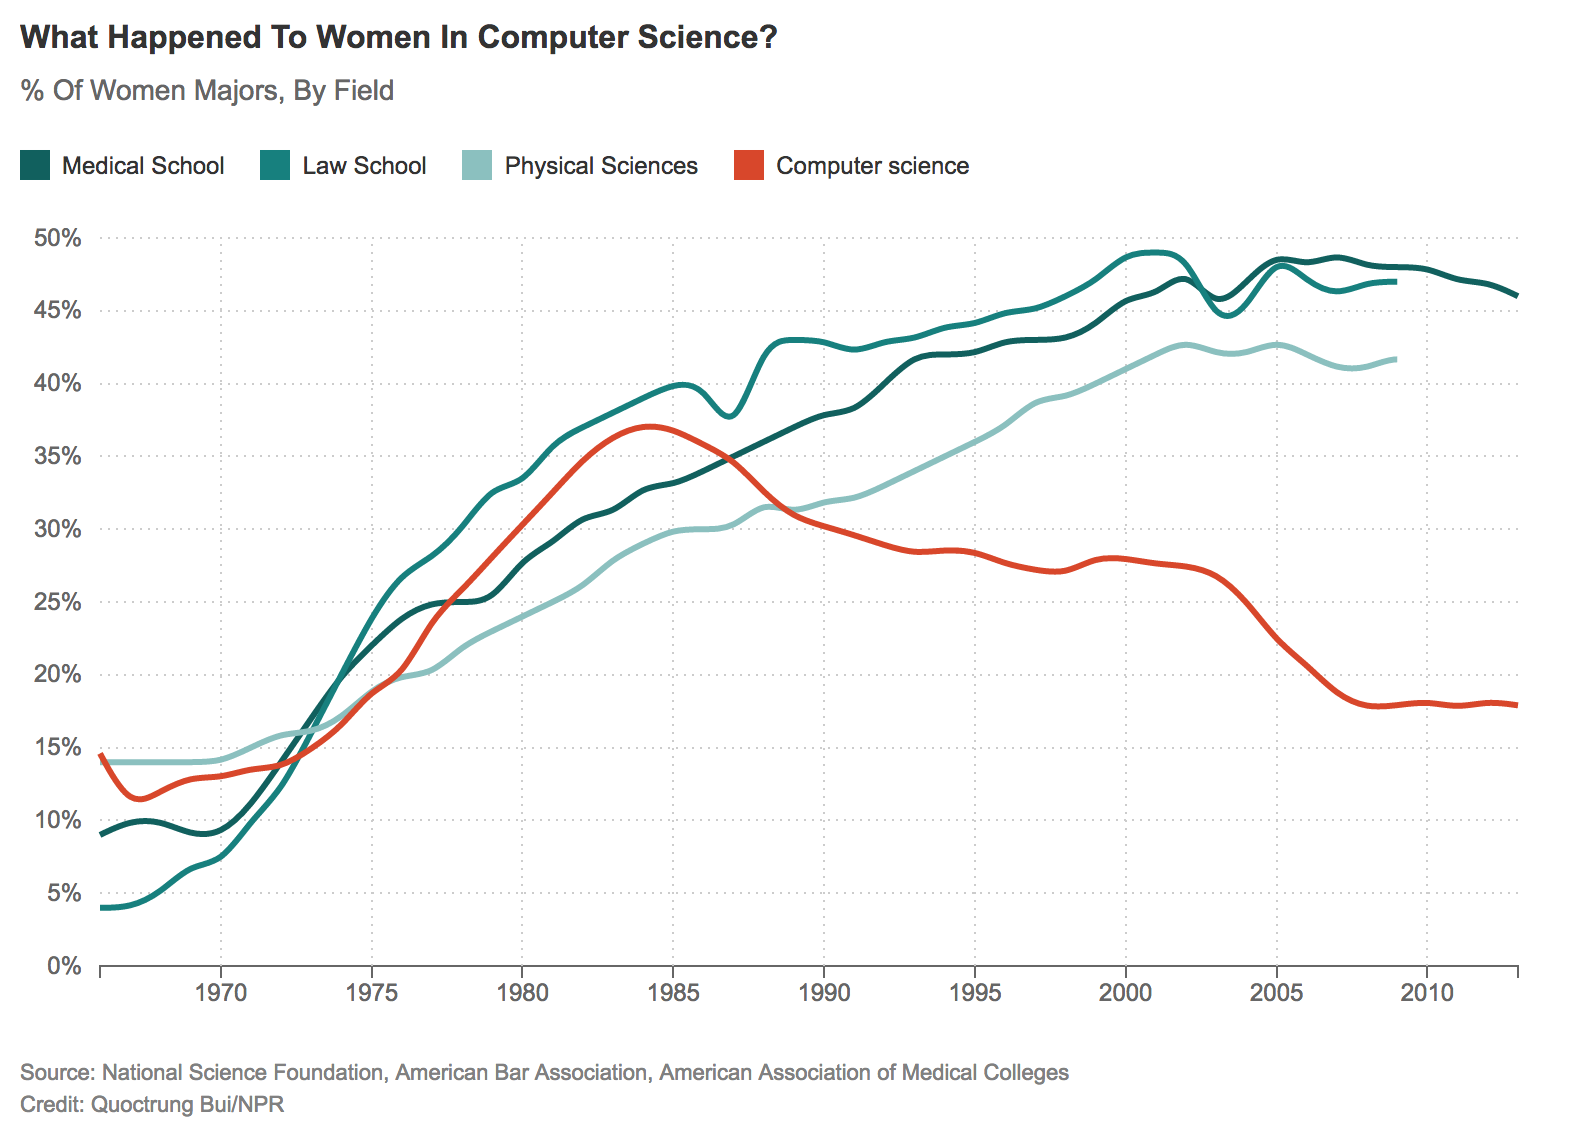 What Happened To Women In Computer Science?
% Of Women Majors, By Field
Medical School Law School Physical Sciences Computer science
50%
45%
40%
35%
30%
25%
20%
15%
10%
5%
0%
1970 1975 1980 1985 1990 1995 2000 2005 2010
Source: National Science Foundation, American Bar Association, American Association of Medical Colleges
Credit: Quoctrung Bui/NPR